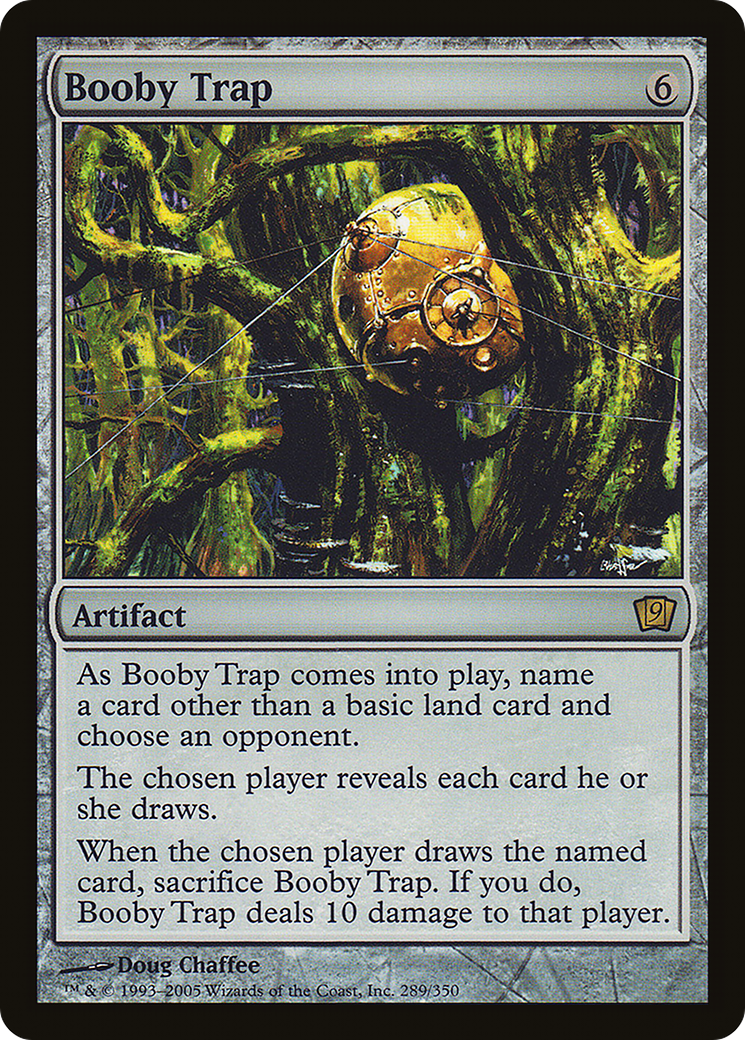 Booby Trap
6
Artifact
9
As Booby Trap comes into play, name
a card other than a basic land card and
choose an opponent.
The chosen player reveals each card he or
she draws.
When the chosen player draws the named
card, sacrifice Booby Trap. If you do,
Booby Trap deals 10 damage to that player.
Doug Chaffee
™ & © 1993–2005 Wizards of the Coast, Inc. 289/350